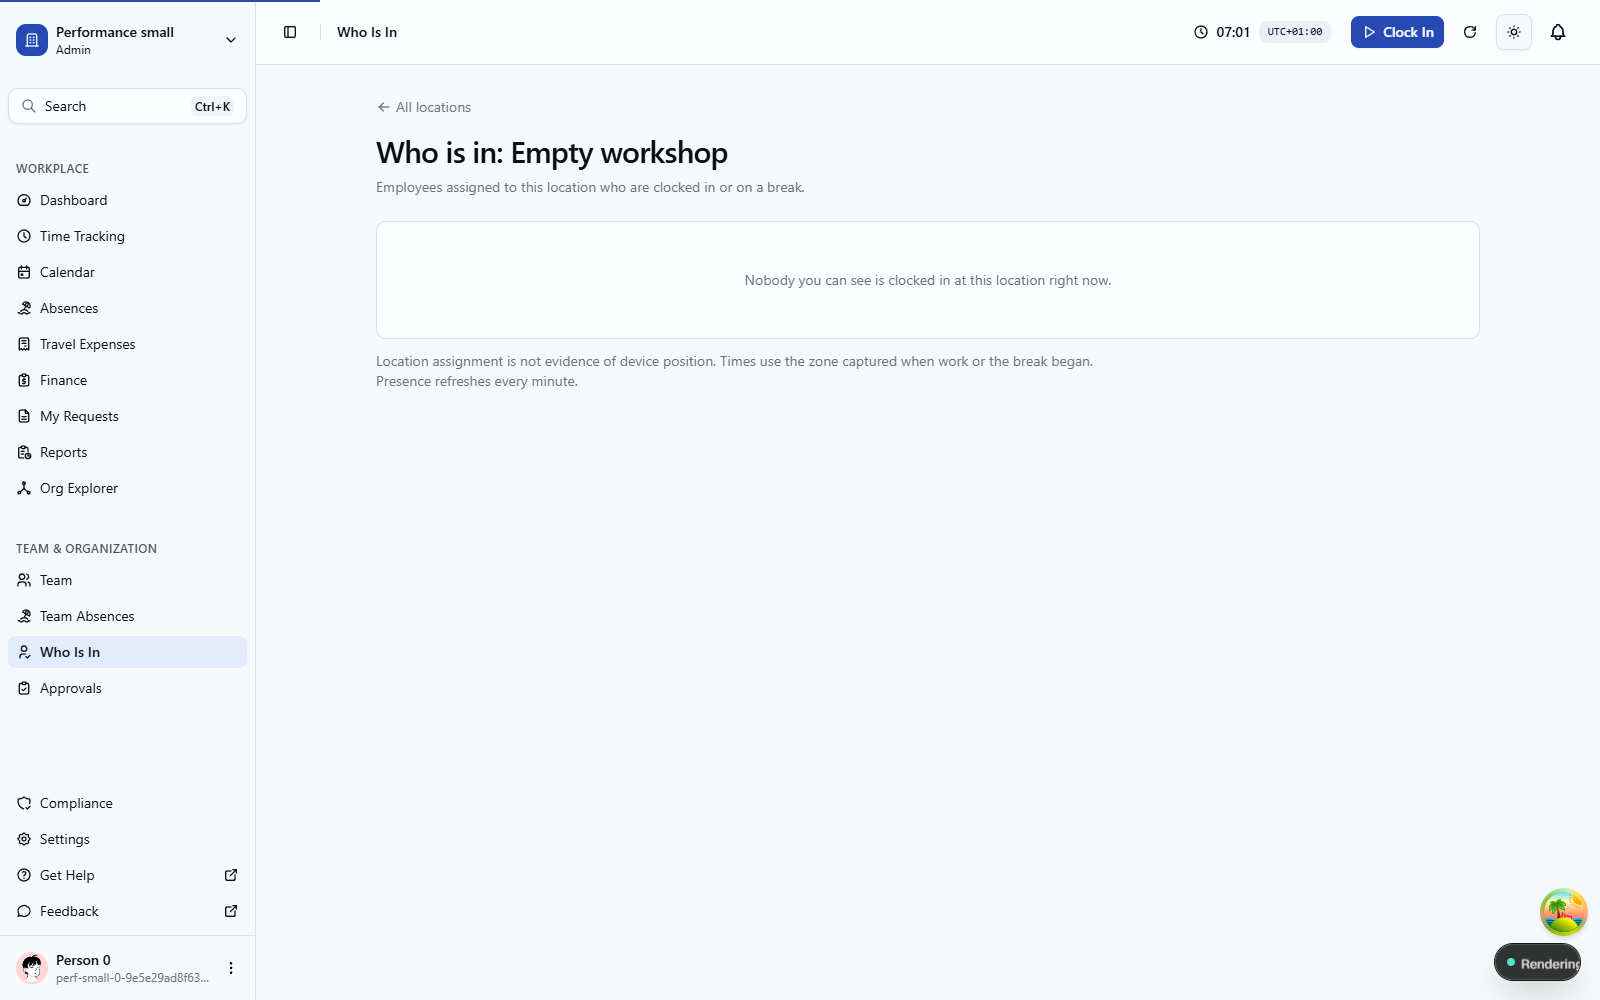 Performance small
Admin
Search Ctrl+K
WORKPLACE
Dashboard
Time Tracking
Calendar
Absences
Travel Expenses
Finance
My Requests
Reports
Org Explorer
TEAM & ORGANIZATION
Team
Team Absences
Who Is In
Approvals
Compliance
Settings
Get Help
Feedback
Person 0
perf-small-0-9e5e29ad8f63...
Who Is In
07:01 UTC+01:00 Clock In
All locations
Who is in: Empty workshop
Employees assigned to this location who are clocked in or on a break.
Nobody you can see is clocked in at this location right now.
Location assignment is not evidence of device position. Times use the zone captured when work or the break began.
Presence refreshes every minute.
Rendering